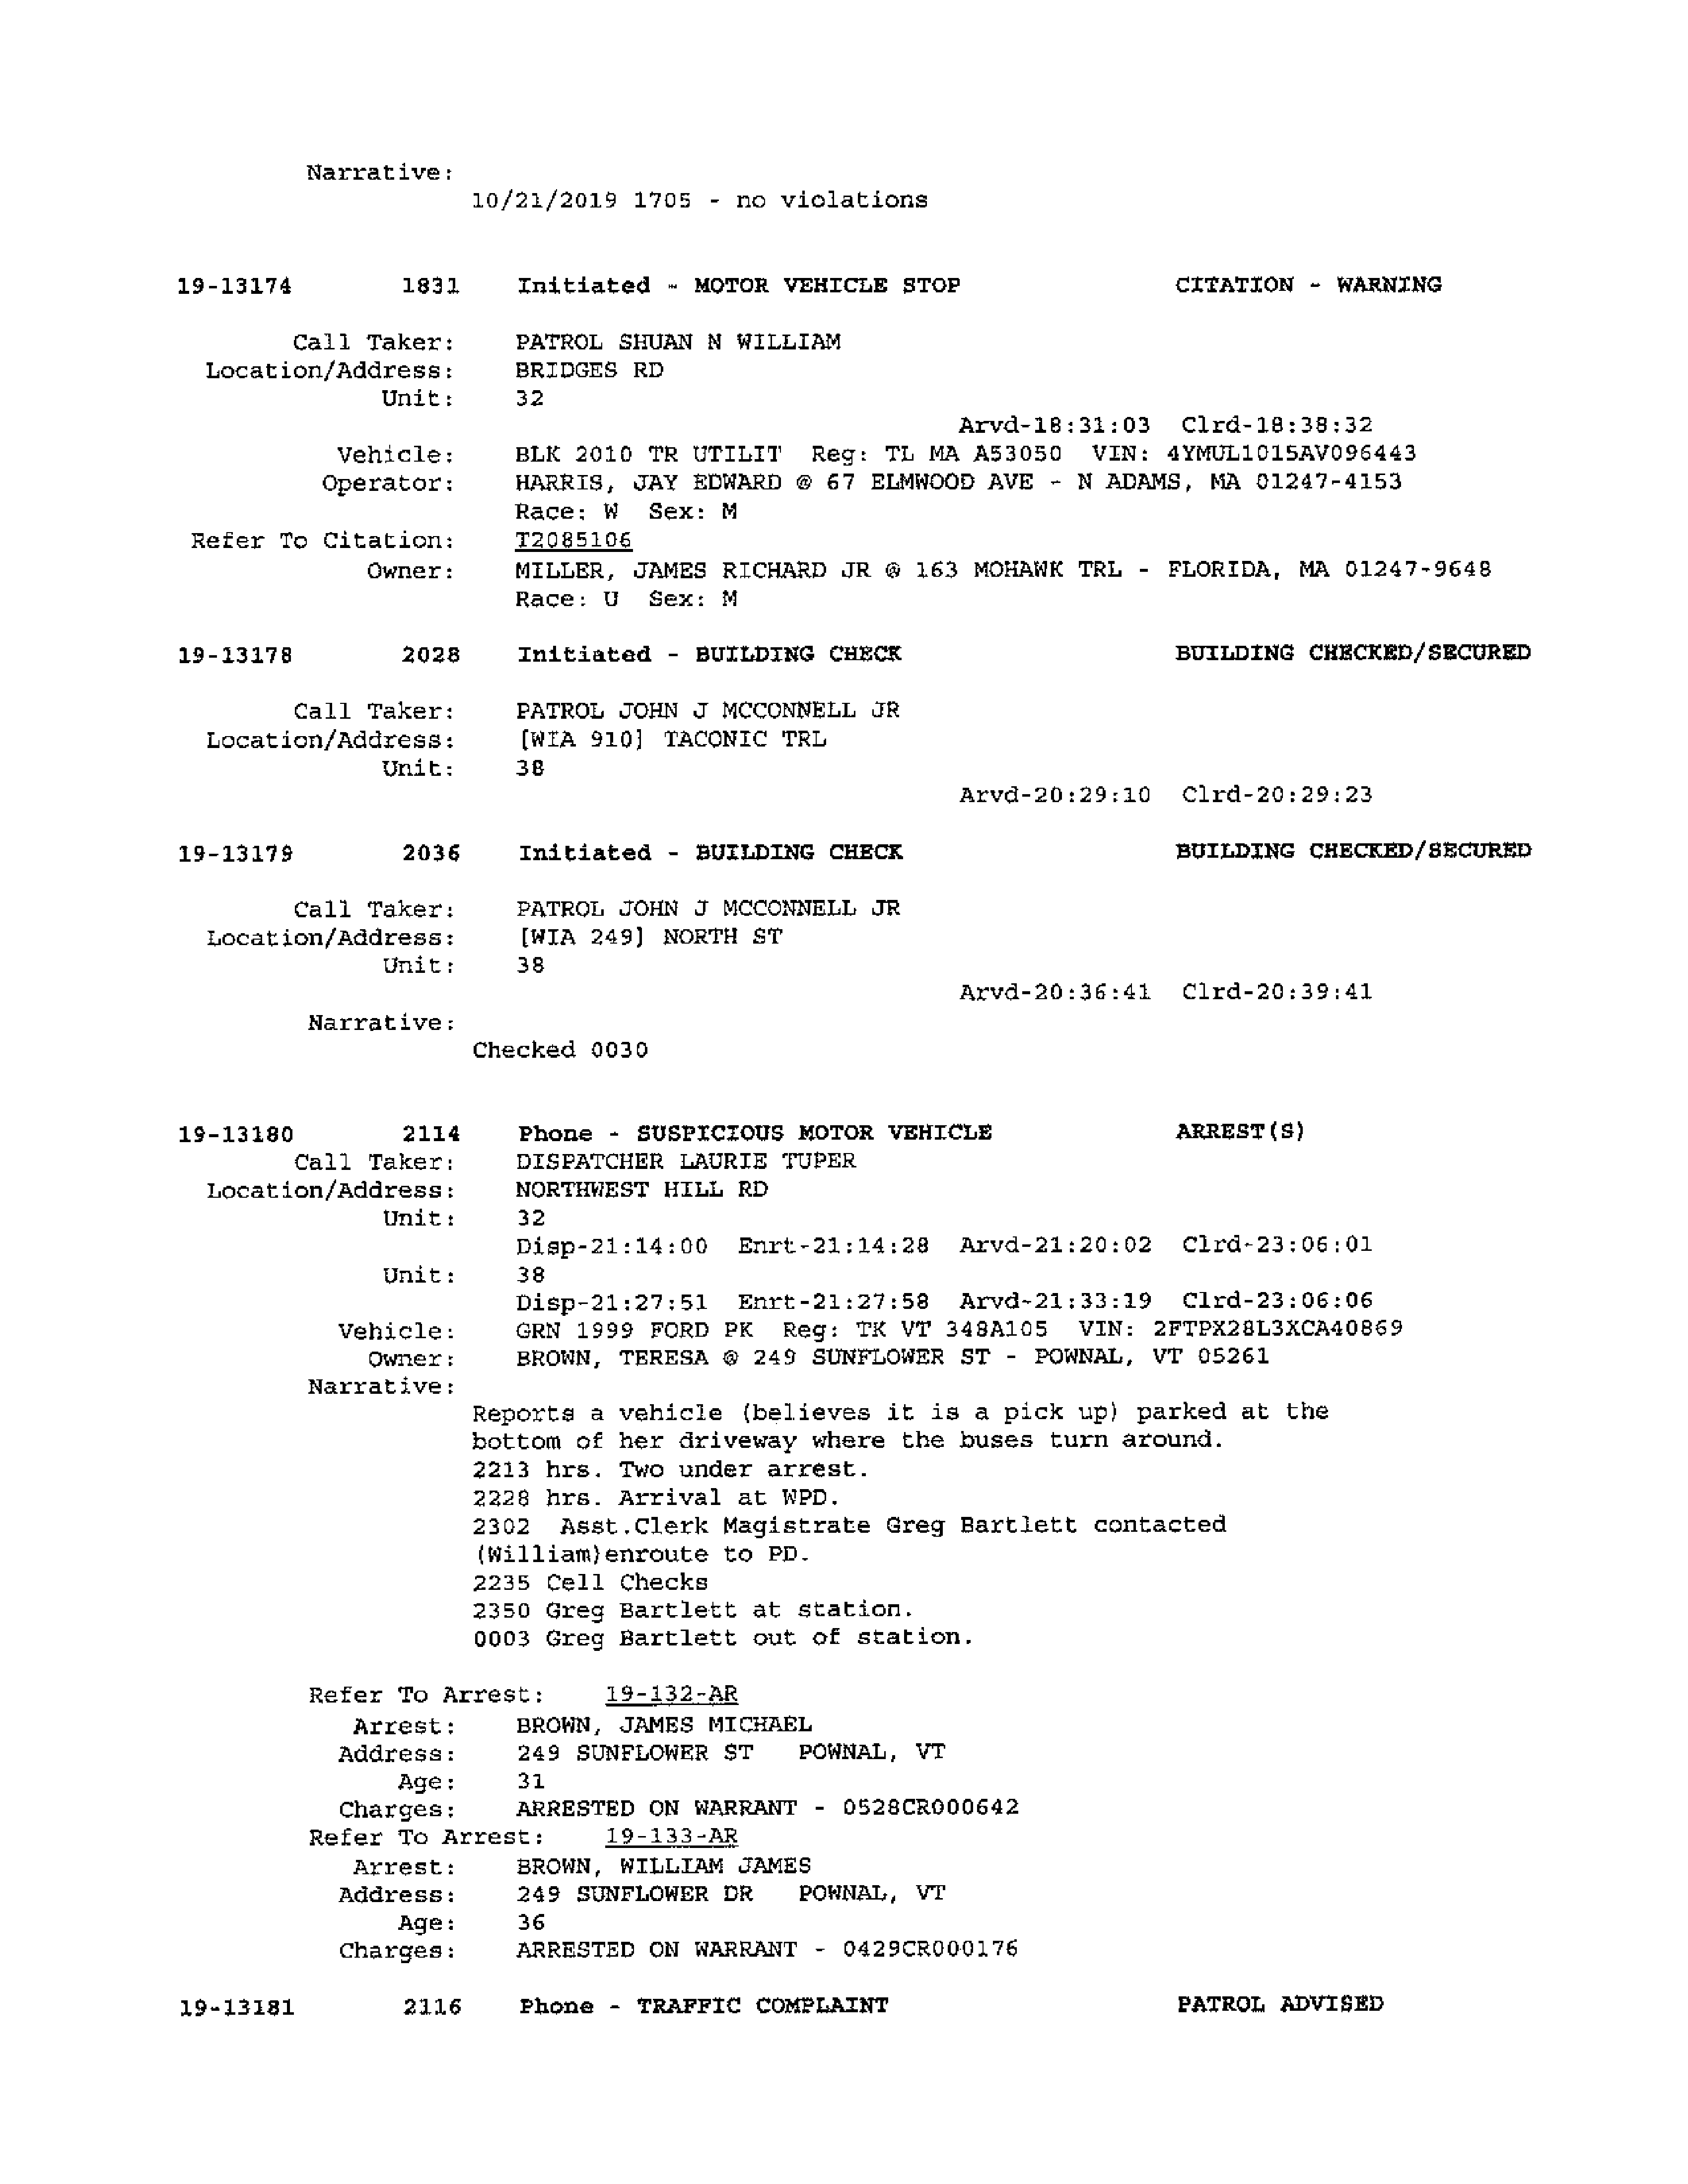 Narrative:
10/21/2019 1705 - no violations
19-13174 1831 Initiated - MOTOR VEHICLE STOP CITATION - WARNING
Call Taker: PATROL SHUAN N WILLIAM
Location/Address: BRIDGES RD
Unit: 32
Arvd-18:31:03 Clrd-18:38:32
Vehicle: BLK 2010 TR UTILIT Reg: TL MA A53050 VIN: 4YMUL1015AV096443
Operator: HARRIS, JAY EDWARD @ 67 ELMWOOD AVE - N ADAMS, MA 01247-4153
Race: W Sex: M
Refer To Citation: T2085106
Owner: MILLER, JAMES RICHARD JR @ 163 MOHAWK TRL - FLORIDA, MA 01247-9648
Race: U Sex: M
19-13178 2028 Initiated - BUILDING CHECK BUILDING CHECKED/SECURED
Call Taker: PATROL JOHN J MCCONNELL JR
Location/Address: [WIA 910] TACONIC TRL
Unit: 38
Arvd-20:29:10 Clrd-20:29:23
19-13179 2036 Initiated - BUILDING CHECK BUILDING CHECKED/SECURED
Call Taker: PATROL JOHN J MCCONNELL JR
Location/Address: [WIA 249] NORTH ST
Unit: 38
Arvd-20:36:41 Clrd-20:39:41
Narrative:
Checked 0030
19-13180 2114 Phone - SUSPICIOUS MOTOR VEHICLE ARREST(S)
Call Taker: DISPATCHER LAURIE TUPER
Location/Address: NORTHWEST HILL RD
Unit: 32
Disp-21:14:00 Enrt-21:14:28 Arvd-21:20:02 Clrd-23:06:01
Unit: 38
Disp-21:27:51 Enrt-21:27:58 Arvd-21:33:19 Clrd-23:06:06
Vehicle: GRN 1999 FORD PK Reg: TK VT 348A105 VIN: 2FTPX28L3XCA40869
Owner: BROWN, TERESA @ 249 SUNFLOWER ST - POWNAL, VT 05261
Narrative:
Reports a vehicle (believes it is a pick up) parked at the
bottom of her driveway where the buses turn around.
2213 hrs. Two under arrest.
2228 hrs. Arrival at WPD.
2302 Asst.Clerk Magistrate Greg Bartlett contacted
(William)enroute to PD.
2235 Cell Checks
2350 Greg Bartlett at station.
0003 Greg Bartlett out of station.
Refer To Arrest: 19-132-AR
Arrest: BROWN, JAMES MICHAEL
Address: 249 SUNFLOWER ST POWNAL, VT
Age: 31
Charges: ARRESTED ON WARRANT - 0528CR000642
Refer To Arrest: 19-133-AR
Arrest: BROWN, WILLIAM JAMES
Address: 249 SUNFLOWER DR POWNAL, VT
Age: 36
Charges: ARRESTED ON WARRANT - 0429CR000176
19-13181 2116 Phone - TRAFFIC COMPLAINT PATROL ADVISED